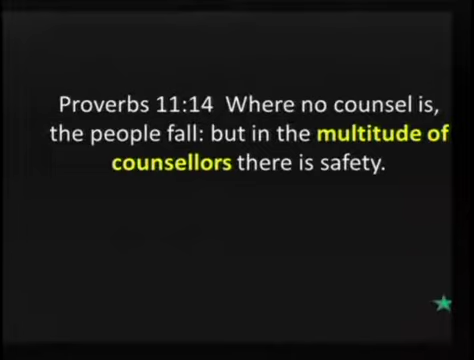 Proverbs 11:14  Where no counsel is,
the people fall: but in the multitude of
counsellors there is safety.